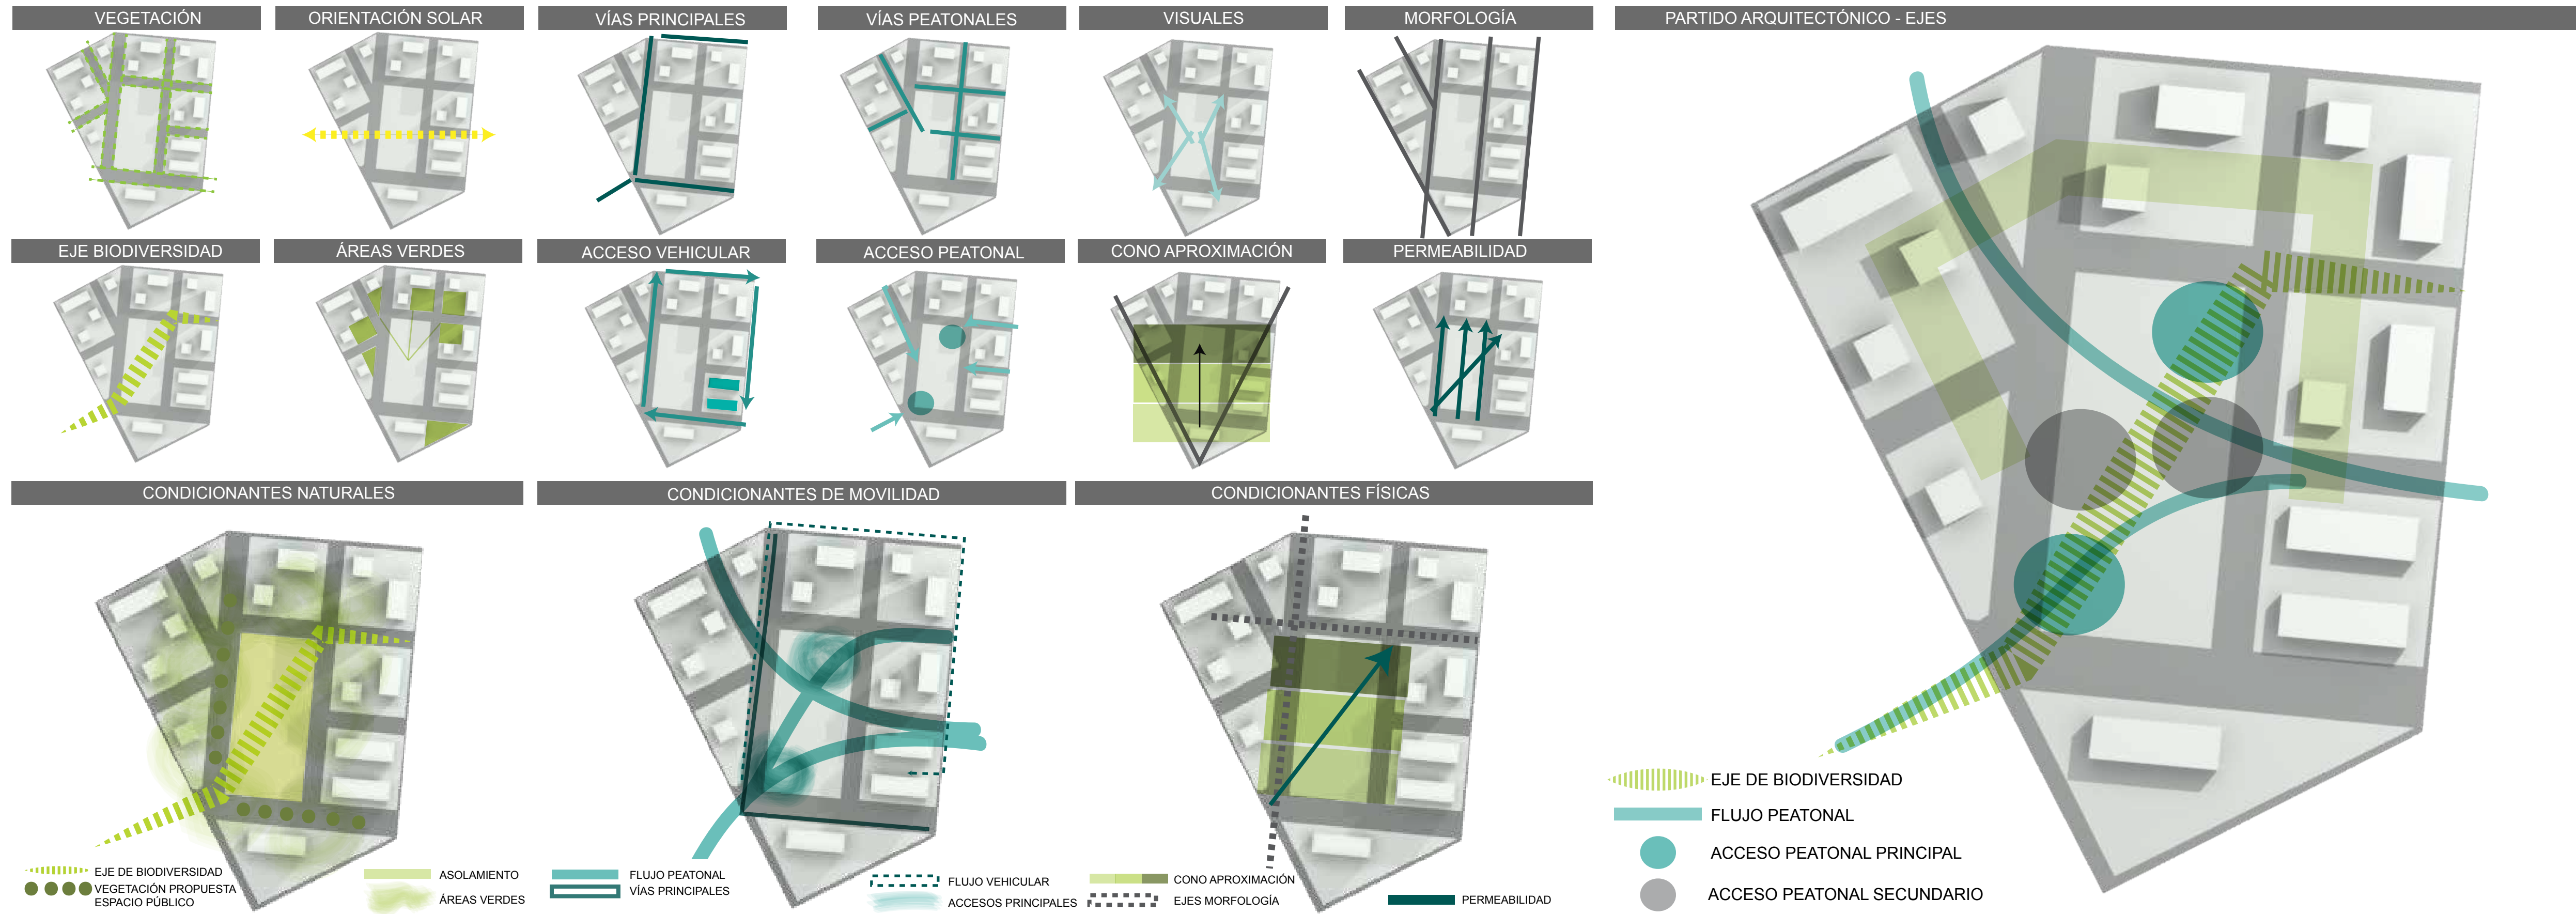 VEGETACIÓN
ORIENTACIÓN SOLAR
VÍAS PRINCIPALES
VÍAS PEATONALES
VISUALES
MORFOLOGÍA
PARTIDO ARQUITECTÓNICO - EJES
EJE BIODIVERSIDAD
ÁREAS VERDES
ACCESO VEHICULAR
ACCESO PEATONAL
CONO APROXIMACIÓN
PERMEABILIDAD
CONDICIONANTES NATURALES
CONDICIONANTES DE MOVILIDAD
CONDICIONANTES FÍSICAS
EJE DE BIODIVERSIDAD
VEGETACIÓN PROPUESTA
ESPACIO PÚBLICO
ASOLAMIENTO
ÁREAS VERDES
FLUJO PEATONAL
VÍAS PRINCIPALES
FLUJO VEHICULAR
ACCESOS PRINCIPALES
CONO APROXIMACIÓN
EJES MORFOLOGÍA
PERMEABILIDAD
EJE DE BIODIVERSIDAD
FLUJO PEATONAL
ACCESO PEATONAL PRINCIPAL
ACCESO PEATONAL SECUNDARIO